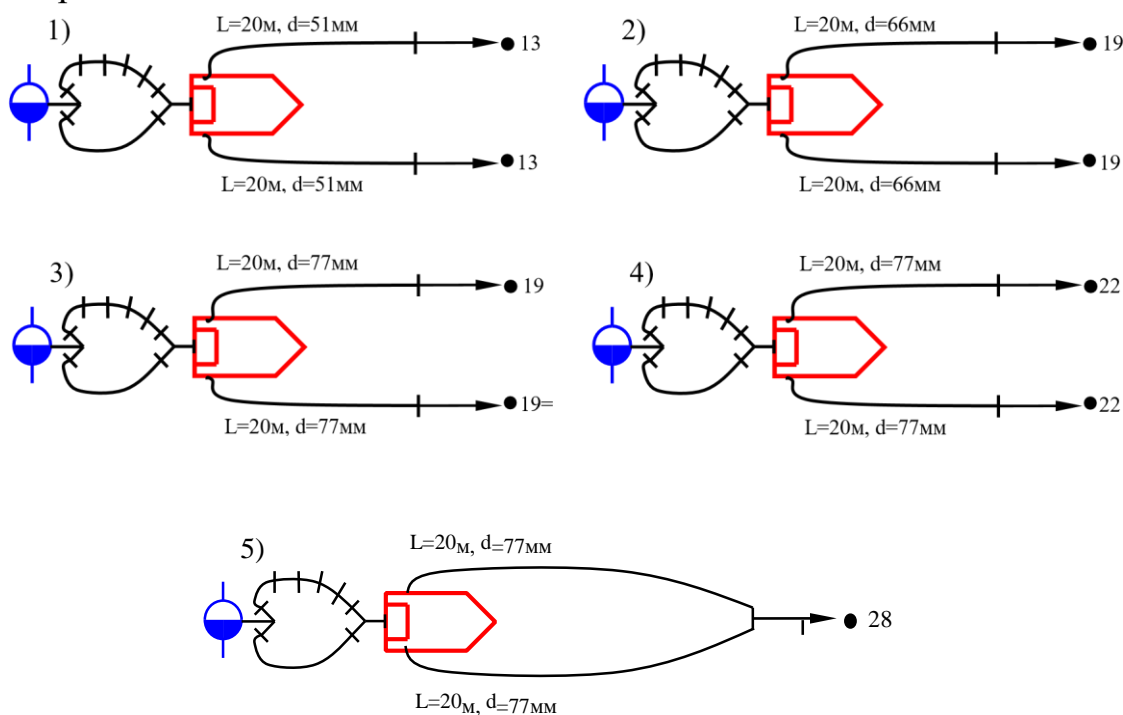 1)
L=20м, d=51мм
13
13
L=20м, d=51мм
2)
L=20м, d=66мм
19
19
L=20м, d=66мм
3)
L=20м, d=77мм
19
19=
L=20м, d=77мм
4)
L=20м, d=77мм
22
22
L=20м, d=77мм
5)
L=20м, d=77мм
28
L=20м, d=77мм